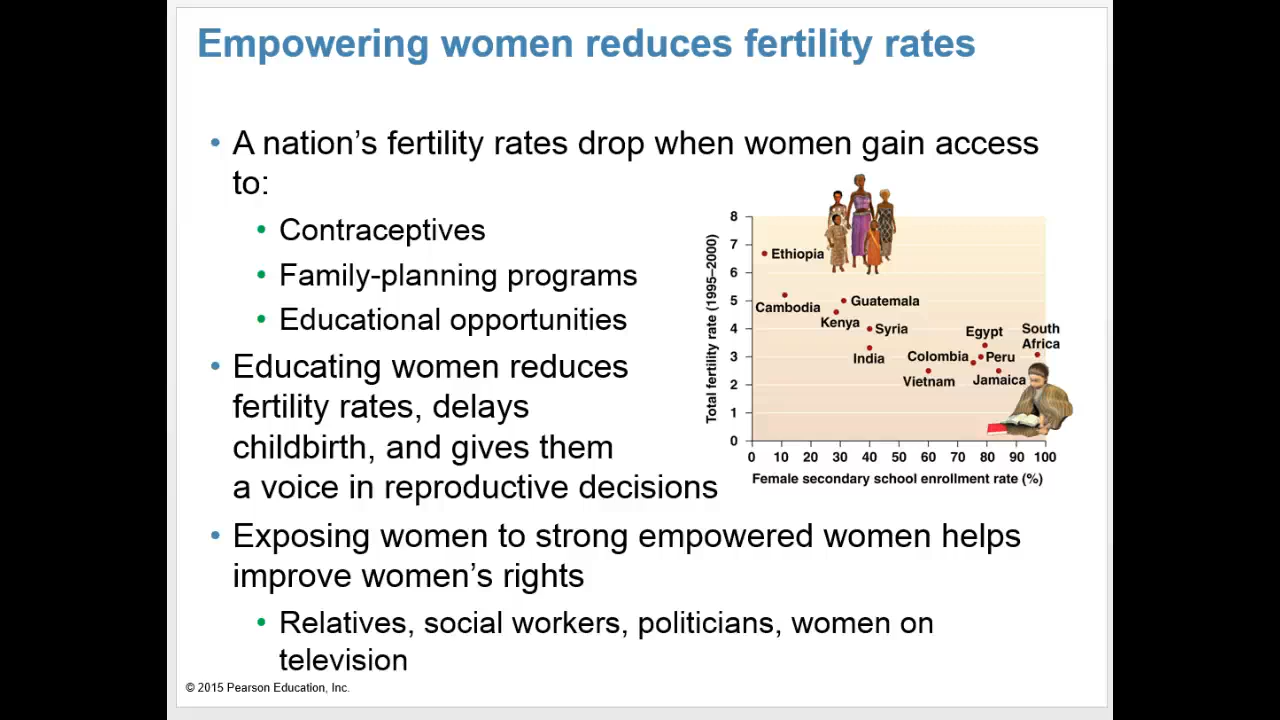 Empowering women reduces fertility rates
• A nation’s fertility rates drop when women gain access
to:
• Contraceptives
• Family-planning programs
• Educational opportunities
• Educating women reduces
fertility rates, delays
childbirth, and gives them
a voice in reproductive decisions
• Exposing women to strong empowered women helps
improve women’s rights
• Relatives, social workers, politicians, women on
television
Total fertility rate (1995–2000)
8
7
6
5
4
3
2
1
0
Ethiopia
Cambodia
Guatemala
Kenya
Syria
India
Egypt
South
Africa
Colombia
Peru
Vietnam
Jamaica
0 10 20 30 40 50 60 70 80 90 100
Female secondary school enrollment rate (%)
© 2015 Pearson Education, Inc.